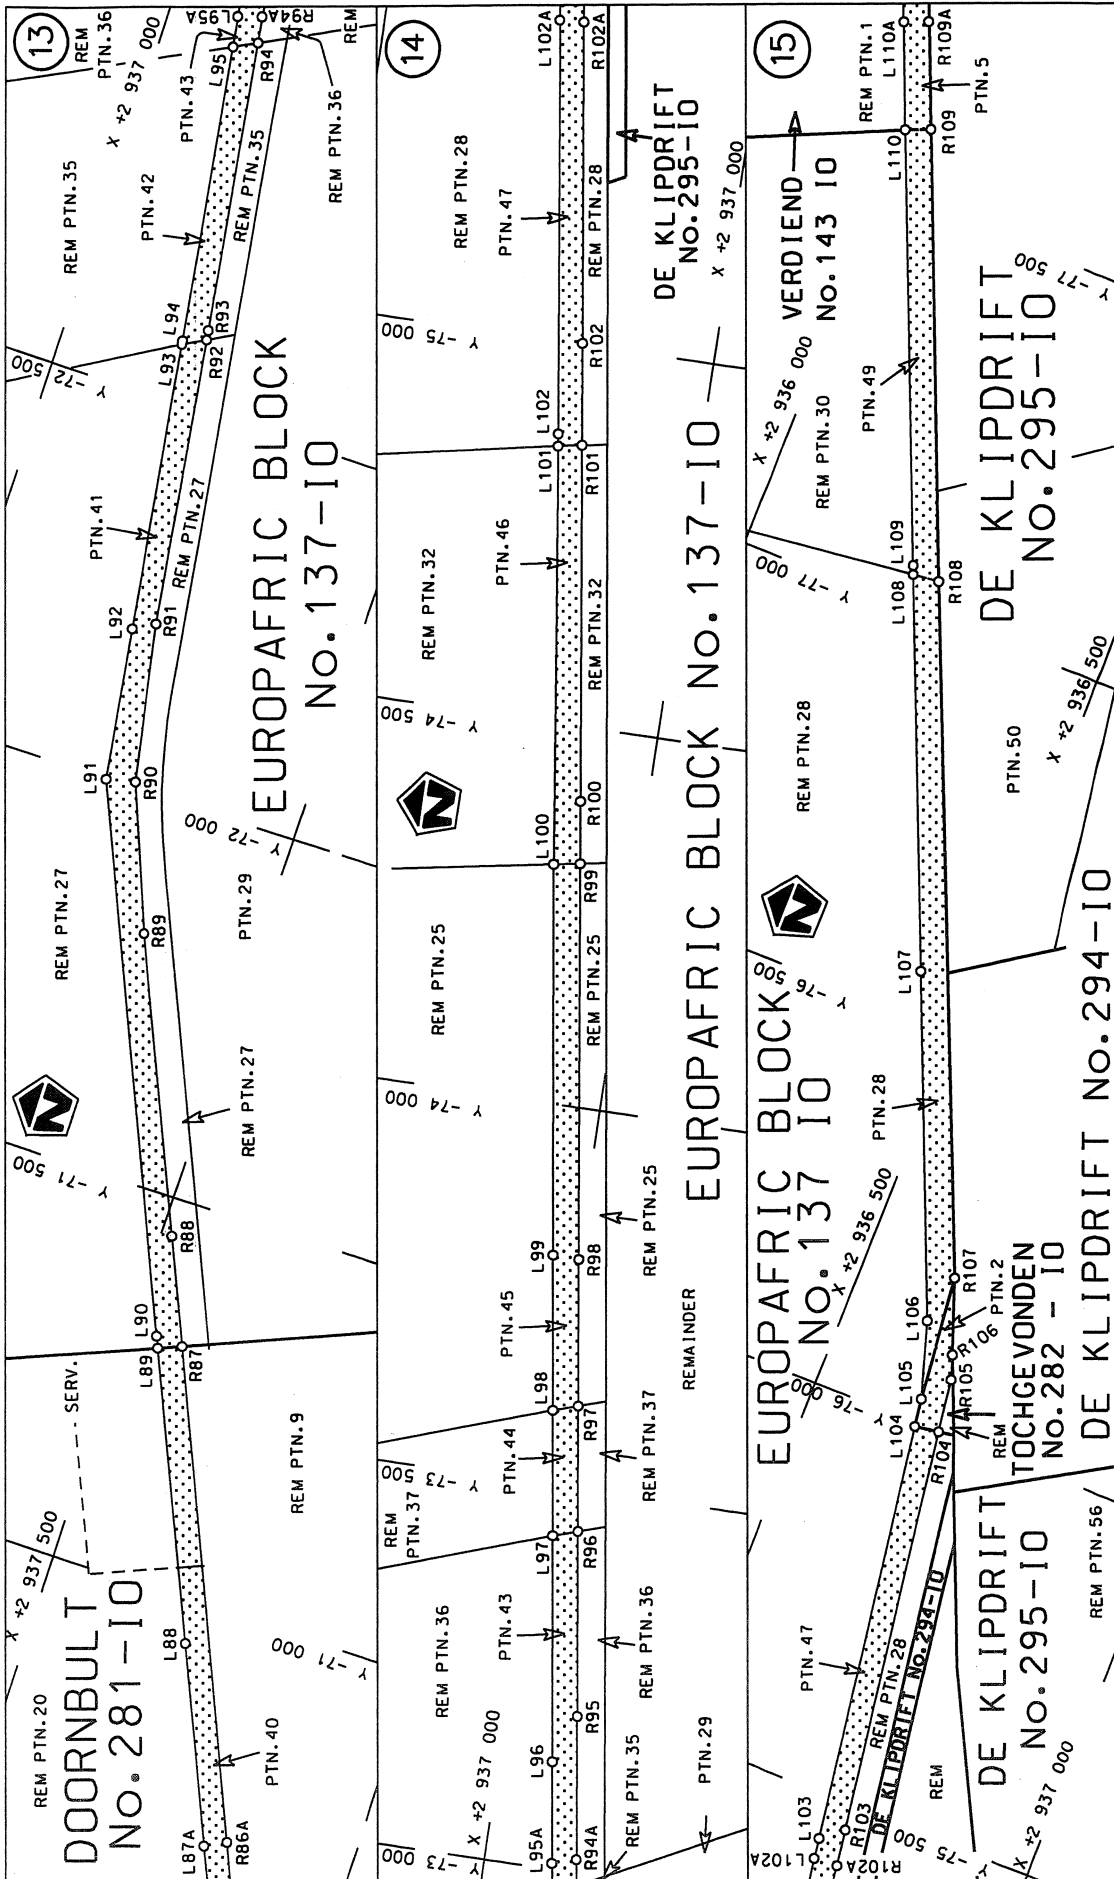 13
REM PTN.20
DOORNBULT
No.281-IO
X +2 937 500
SERV.
L87A
R86A
PTN.40
L88
Y -71 000
REM PTN.9
L89
L90
R87
R88
Y -71 500
N
REM PTN.27
REM PTN.27
R89
PTN.29
Y -72 000
L91
R90
L92
R91
PTN.41
REM PTN.27
EUROPAFRIC BLOCK
No.137-IO
L93
L94
R92
R93
Y -72 500
REM PTN.35
PTN.42
REM PTN.35
X +2 937 000
PTN.43
REM
PTN.36
L95
L95A
R94
R94A
REM PTN.36
REM
14
Y -73 000
X +2 937 000
L95A
R94A
REM PTN.35
PTN.29
L96
R95
REM PTN.36
PTN.43
REM PTN.36
L97
R96
REM
PTN.37
Y -73 500
PTN.44
REM PTN.37
L98
R97
PTN.45
REMAINDER
L99
R98
REM PTN.25
Y -74 000
REM PTN.25
REM PTN.25
L100
R99
R100
N
EUROPAFRIC BLOCK No.137-IO
Y -74 500
REM PTN.32
PTN.46
REM PTN.32
L101
L102
R101
R102
Y -75 000
REM PTN.28
PTN.47
REM PTN.28
X +2 937 000
DE KLIPDRIFT
No.295-IO
L102A
R102A
15
L102A
L103
R102A
R103
Y -75 500
X +2 937 000
PTN.47
REM PTN.28
DE KLIPDRIFT No.294-IO
REM
DE KLIPDRIFT
No.295-IO
REM PTN.56
EUROPAFRIC BLOCK
No.137 IO
Y -76 000
X +2 936 500
L104
L105
L106
R104
R105
R106
R107
REM
PTN.2
TOCHGEVONDEN
No.282 - IO
DE KLIPDRIFT No.294-IO
PTN.28
Y -76 500
N
L107
REM PTN.28
PTN.50
X +2 936 500
L108
L109
R108
Y -77 000
X +2 936 000
REM PTN.30
PTN.49
DE KLIPDRIFT
No.295-IO
Y -77 500
VERDIEND
No.143 IO
L110
R109
REM PTN.1
L110A
R109A
PTN.5